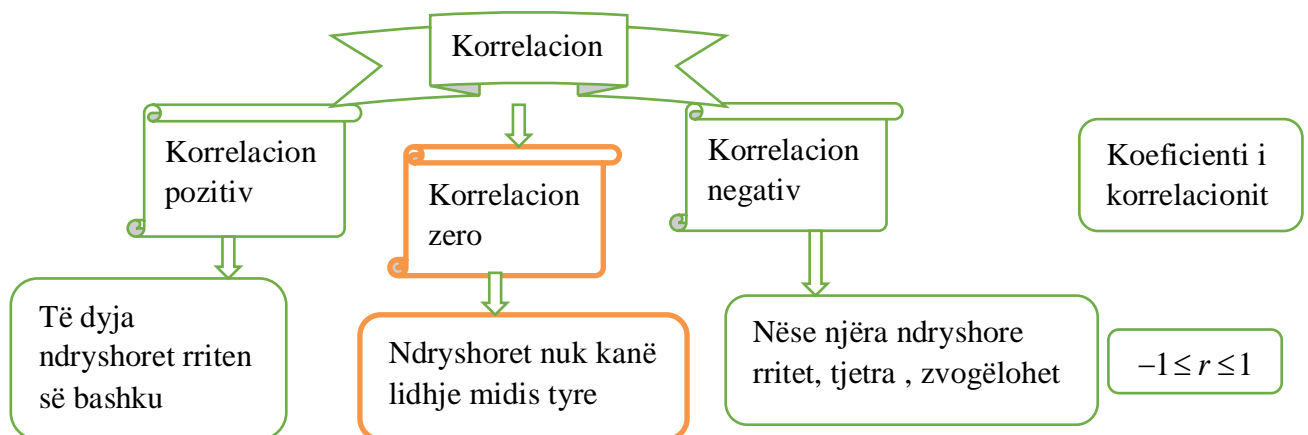 Korrelacion
Korrelacion
pozitiv
Korrelacion
zero
Korrelacion
negativ
Koeficienti i
korrelacionit
Të dyja
ndryshoret rriten
së bashku
Ndryshoret nuk kanë
lidhje midis tyre
Nëse njëra ndryshore
rritet, tjetra , zvogëlohet
−1 ≤ r ≤ 1